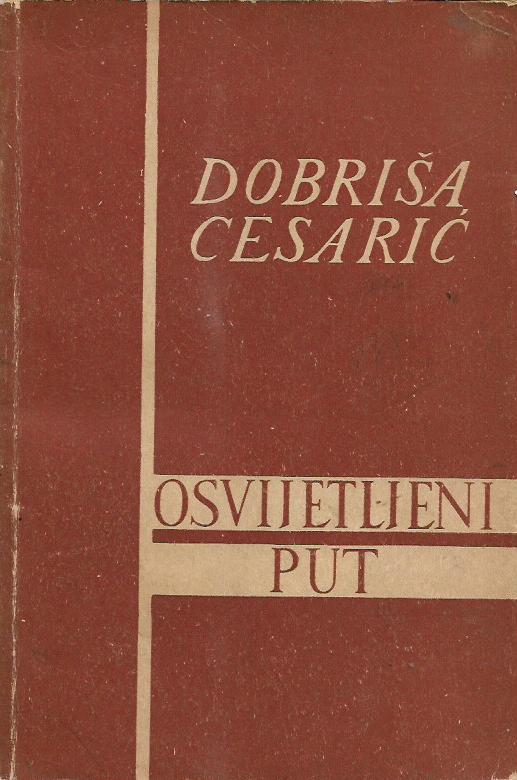 DOBRIŠA
CESARIĆ
OSVIJETLJENI
PUT